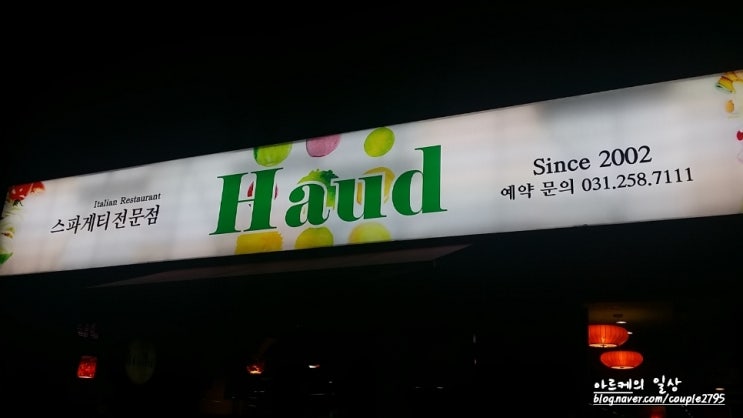 Italian Restaurant
스파게티전문점
Haud
Since 2002
예약 문의 031.258.7111
아르케의 일상
blog.naver.com/couple2795